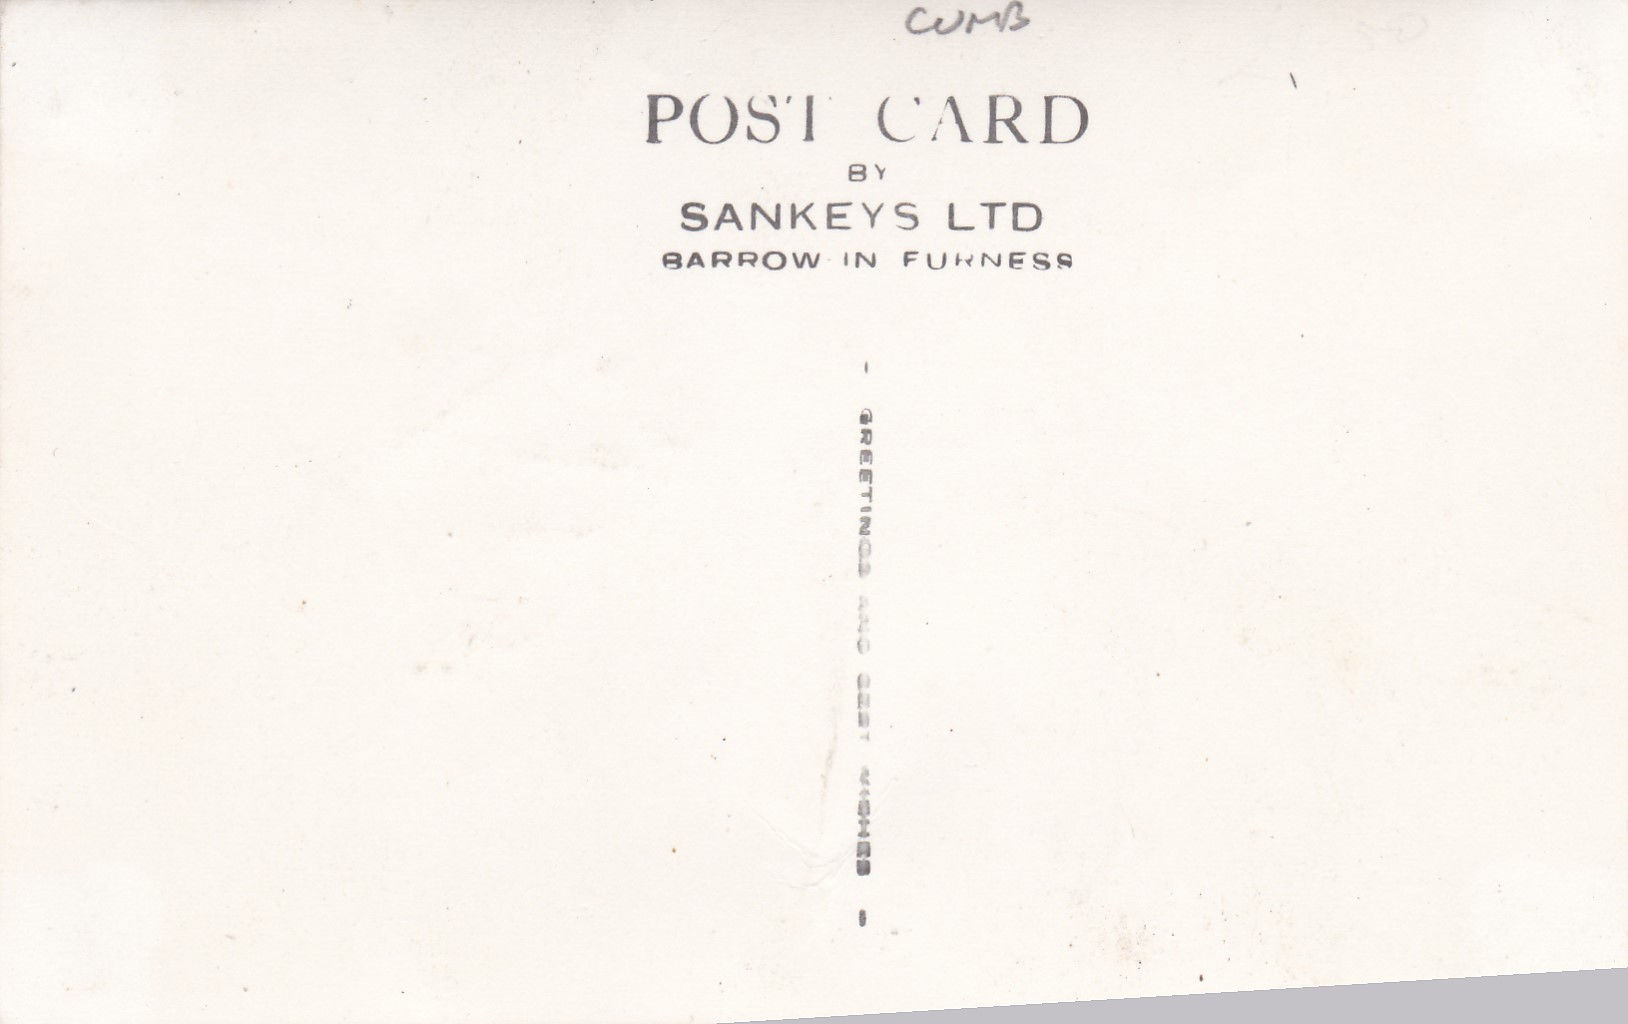 CUMB
POST CARD
BY
SANKEYS LTD
BARROW IN FURNESS
- GREETINGS AND BEST WISHES -